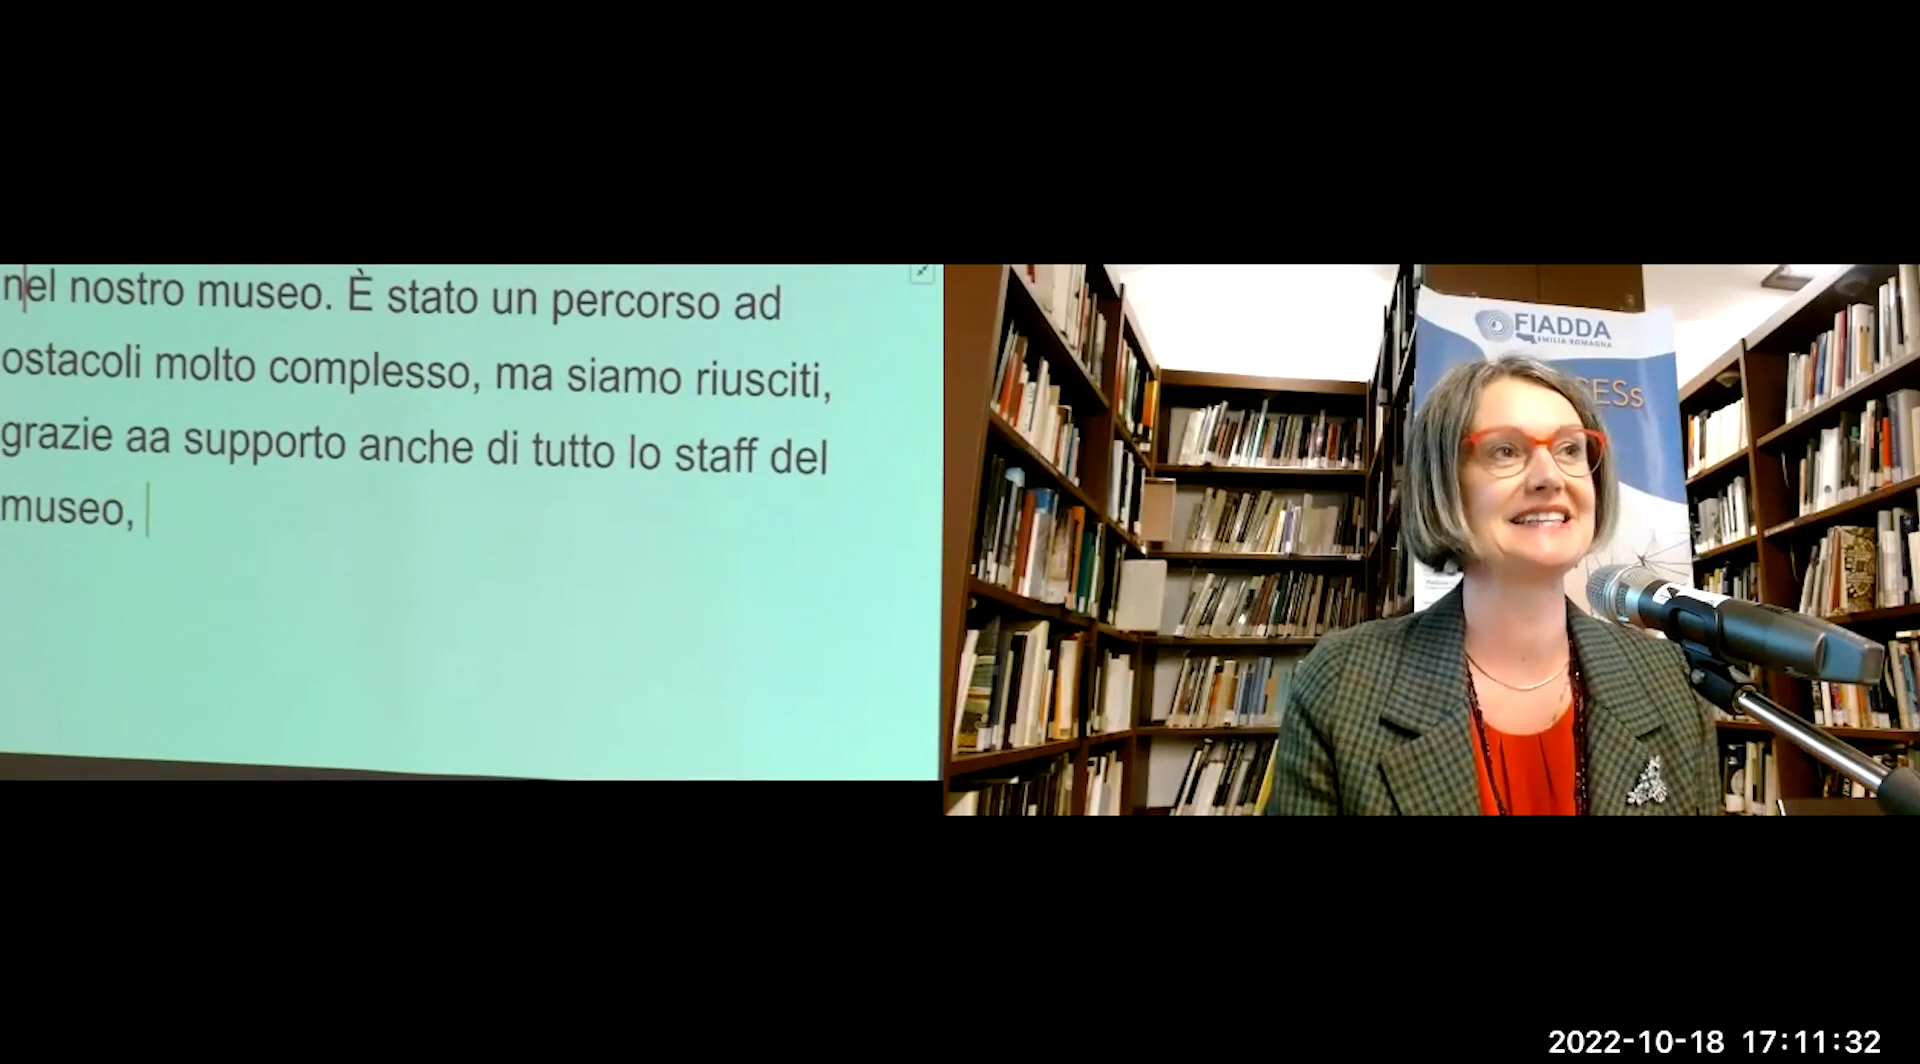 nel nostro museo. È stato un percorso ad
ostacoli molto complesso, ma siamo riusciti,
grazie aa supporto anche di tutto lo staff del
museo,
FIADDA
EMILIA ROMAGNA
ESs
2022-10-18 17:11:32